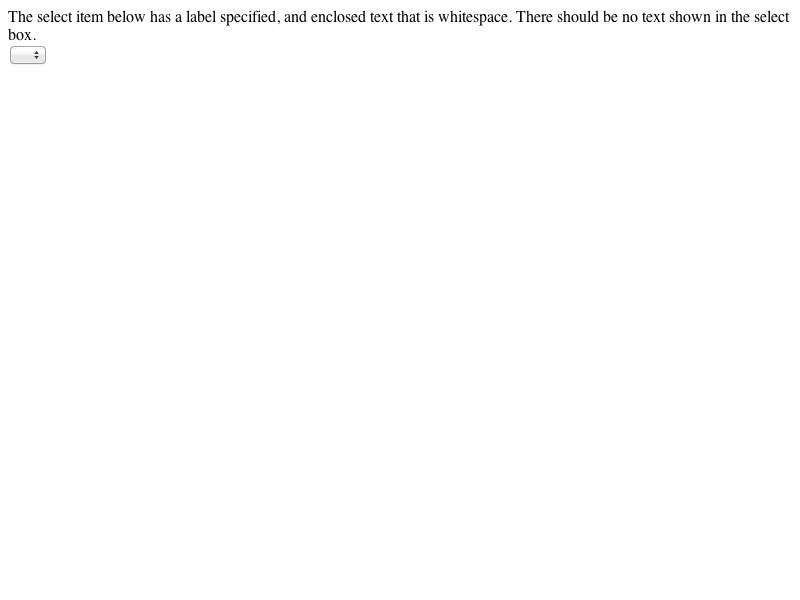 The select item below has a label specified, and enclosed text that is whitespace. There should be no text shown in the select
box.